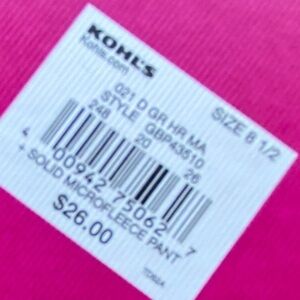 KOHL'S
Kohls.com
SIZE 8 1/2
021 D GR HR MA
STYLE GBP43510
248 20 26
4 00942 75062 7
+ SOLID MICROFLEECE PANT
$26.00